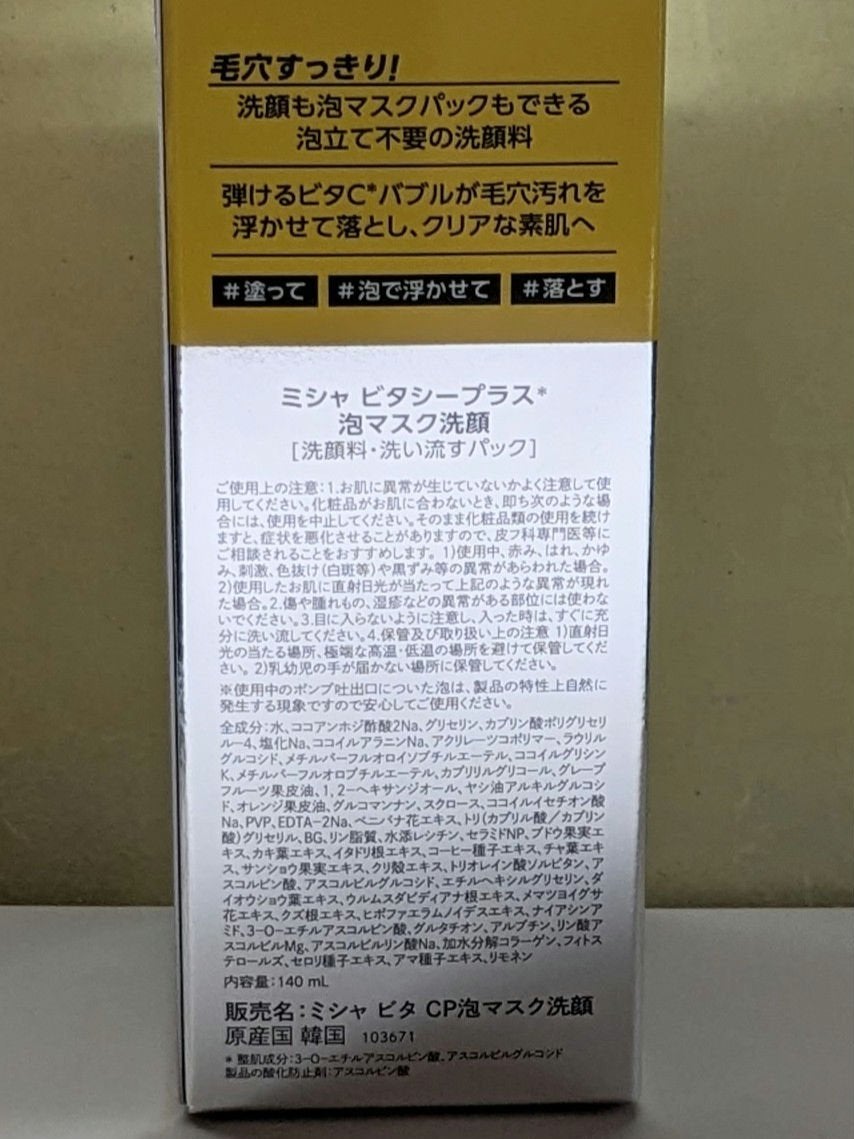 毛穴すっきり!
洗顔も泡マスクパックもできる
泡立て不要の洗顔料
弾けるビタC*バブルが毛穴汚れを
浮かせて落とし、クリアな素肌へ
#塗って #泡で浮かせて #落とす
ミシャ ビタシープラス*
泡マスク洗顔
[洗顔料・洗い流すパック]
ご使用上の注意:1.お肌に異常が生じていないかよく注意して使
用してください。化粧品がお肌に合わないとき、即ち次のような場
合には、使用を中止してください。そのまま化粧品類の使用を続け
ますと、症状を悪化させることがありますので、皮フ科専門医等に
ご相談されることをおすすめします。 1)使用中、赤み、はれ、かゆ
み、刺激、色抜け(白斑等)や黒ずみ等の異常があらわれた場合。
2)使用したお肌に直射日光が当たって上記のような異常が現れ
た場合。2.傷や腫れもの、湿疹などの異常がある部位には使わな
いでください。3.目に入らないように注意し、入った時は、すぐに充
分に洗い流してください。4.保管及び取り扱い上の注意 1)直射日
光の当たる場所、極端な高温・低温の場所を避けて保管してくだ
さい。 2)乳幼児の手が届かない場所に保管してください。
※使用中のポンプ吐出口についた泡は、製品の特性上自然に
発生する現象ですので安心してご使用ください。
全成分:水、ココアンホジ酢酸2Na、グリセリン、カプリン酸ポリグリセリ
ル-4、塩化Na、ココイルアラニンNa、アクリレーツコポリマー、ラウリル
グルコシド、メチルパーフルオロイソブチルエーテル、ココイルグリシン
K、メチルパーフルオロブチルエーテル、カプリリルグリコール、グレープ
フルーツ果皮油、1, 2-ヘキサンジオール、ヤシ油アルキルグルコシ
ド、オレンジ果皮油、グルコマンナン、スクロース、ココイルイセチオン酸
Na、PVP、EDTA-2Na、ベニバナ花エキス、トリ(カプリル酸/カプリン
酸)グリセリル、BG、リン脂質、水添レシチン、セラミドNP、ブドウ果実エ
キス、カキ葉エキス、イタドリ根エキス、コーヒー種子エキス、チャ葉エキ
ス、サンショウ果実エキス、クリ殻エキス、トリオレイン酸ソルビタン、ア
スコルビン酸、アスコルビルグルコシド、エチルヘキシルグリセリン、ダ
イオウショウ葉エキス、ウルムスダビディアナ根エキス、メマツヨイグサ
花エキス、クズ根エキス、ヒポファエラムノイデスエキス、ナイアシンア
ミド、3-O-エチルアスコルビン酸、グルタチオン、アルブチン、リン酸ア
スコルビルMg、アスコルビルリン酸Na、加水分解コラーゲン、フィトス
テロールズ、セロリ種子エキス、アマ種子エキス、リモネン
内容量:140 mL
販売名:ミシャ ビタ CP泡マスク洗顔
原産国 韓国 103671
* 整肌成分:3-O-エチルアスコルビン酸、アスコルビルグルコシド
製品の酸化防止剤:アスコルビン酸